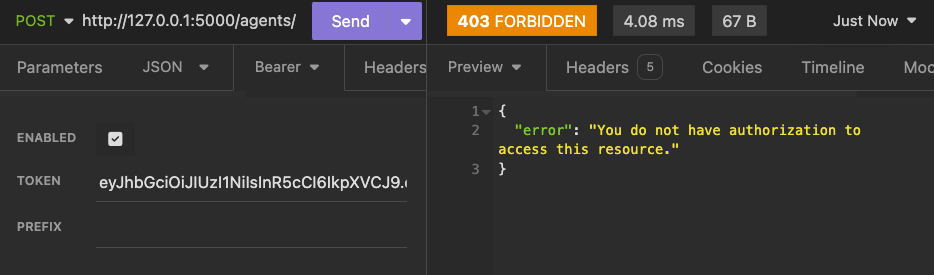 POST http://127.0.0.1:5000/agents/ Send
403 FORBIDDEN 4.08 ms 67 B Just Now
Parameters JSON Bearer Headers
Preview Headers 5 Cookies Timeline Moc
ENABLED
TOKEN eyJhbGciOiJIUzI1NiIsInR5cCI6IkpXVCJ9.
PREFIX
1 {
2 "error": "You do not have authorization to
access this resource."
3 }